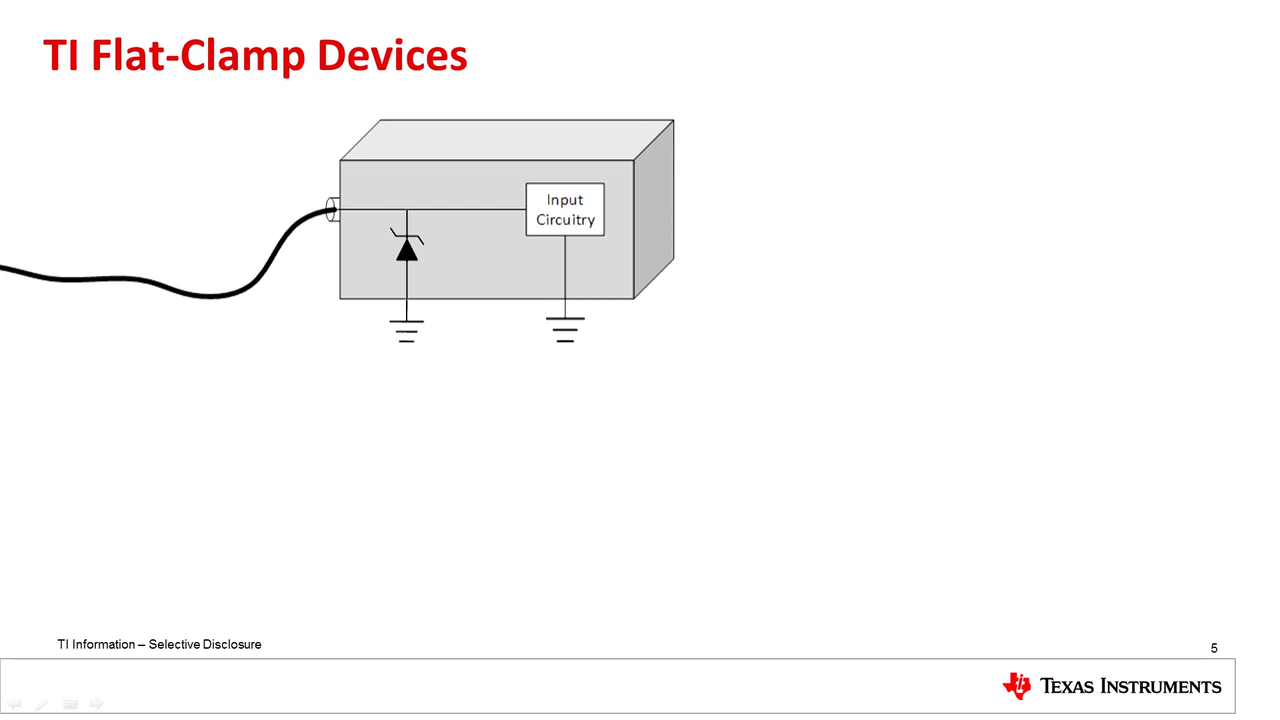 TI Flat-Clamp Devices
Input
Circuitry
TI Information – Selective Disclosure
5
TEXAS INSTRUMENTS